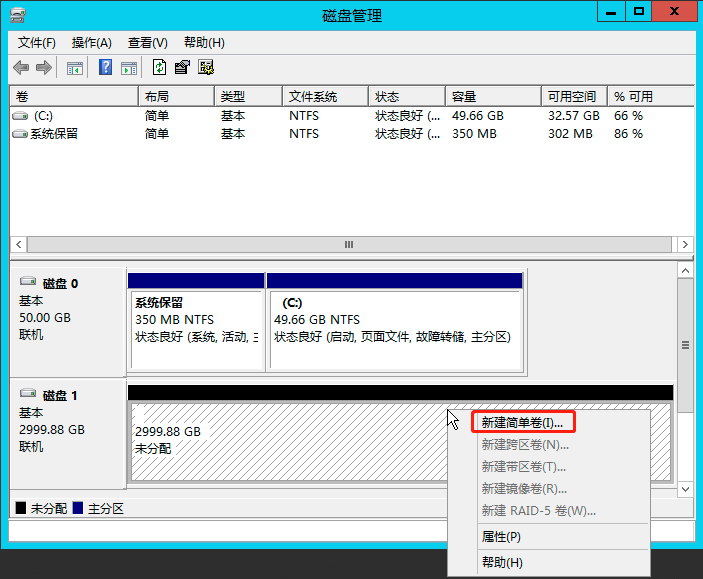 磁盘管理
文件(F) 操作(A) 查看(V) 帮助(H)
卷 布局 类型 文件系统 状态 容量 可用空间 % 可用
(C:) 简单 基本 NTFS 状态良好 (... 49.66 GB 32.57 GB 66 %
系统保留 简单 基本 NTFS 状态良好 (... 350 MB 302 MB 86 %
磁盘 0
基本
50.00 GB
联机
系统保留
350 MB NTFS
状态良好 (系统, 活动, 主
(C:)
49.66 GB NTFS
状态良好 (启动, 页面文件, 故障转储, 主分区)
磁盘 1
基本
2999.88 GB
联机
2999.88 GB
未分配
新建简单卷(I)...
新建跨区卷(N)...
新建带区卷(T)...
新建镜像卷(R)...
新建 RAID-5 卷(W)...
属性(P)
帮助(H)
未分配 主分区